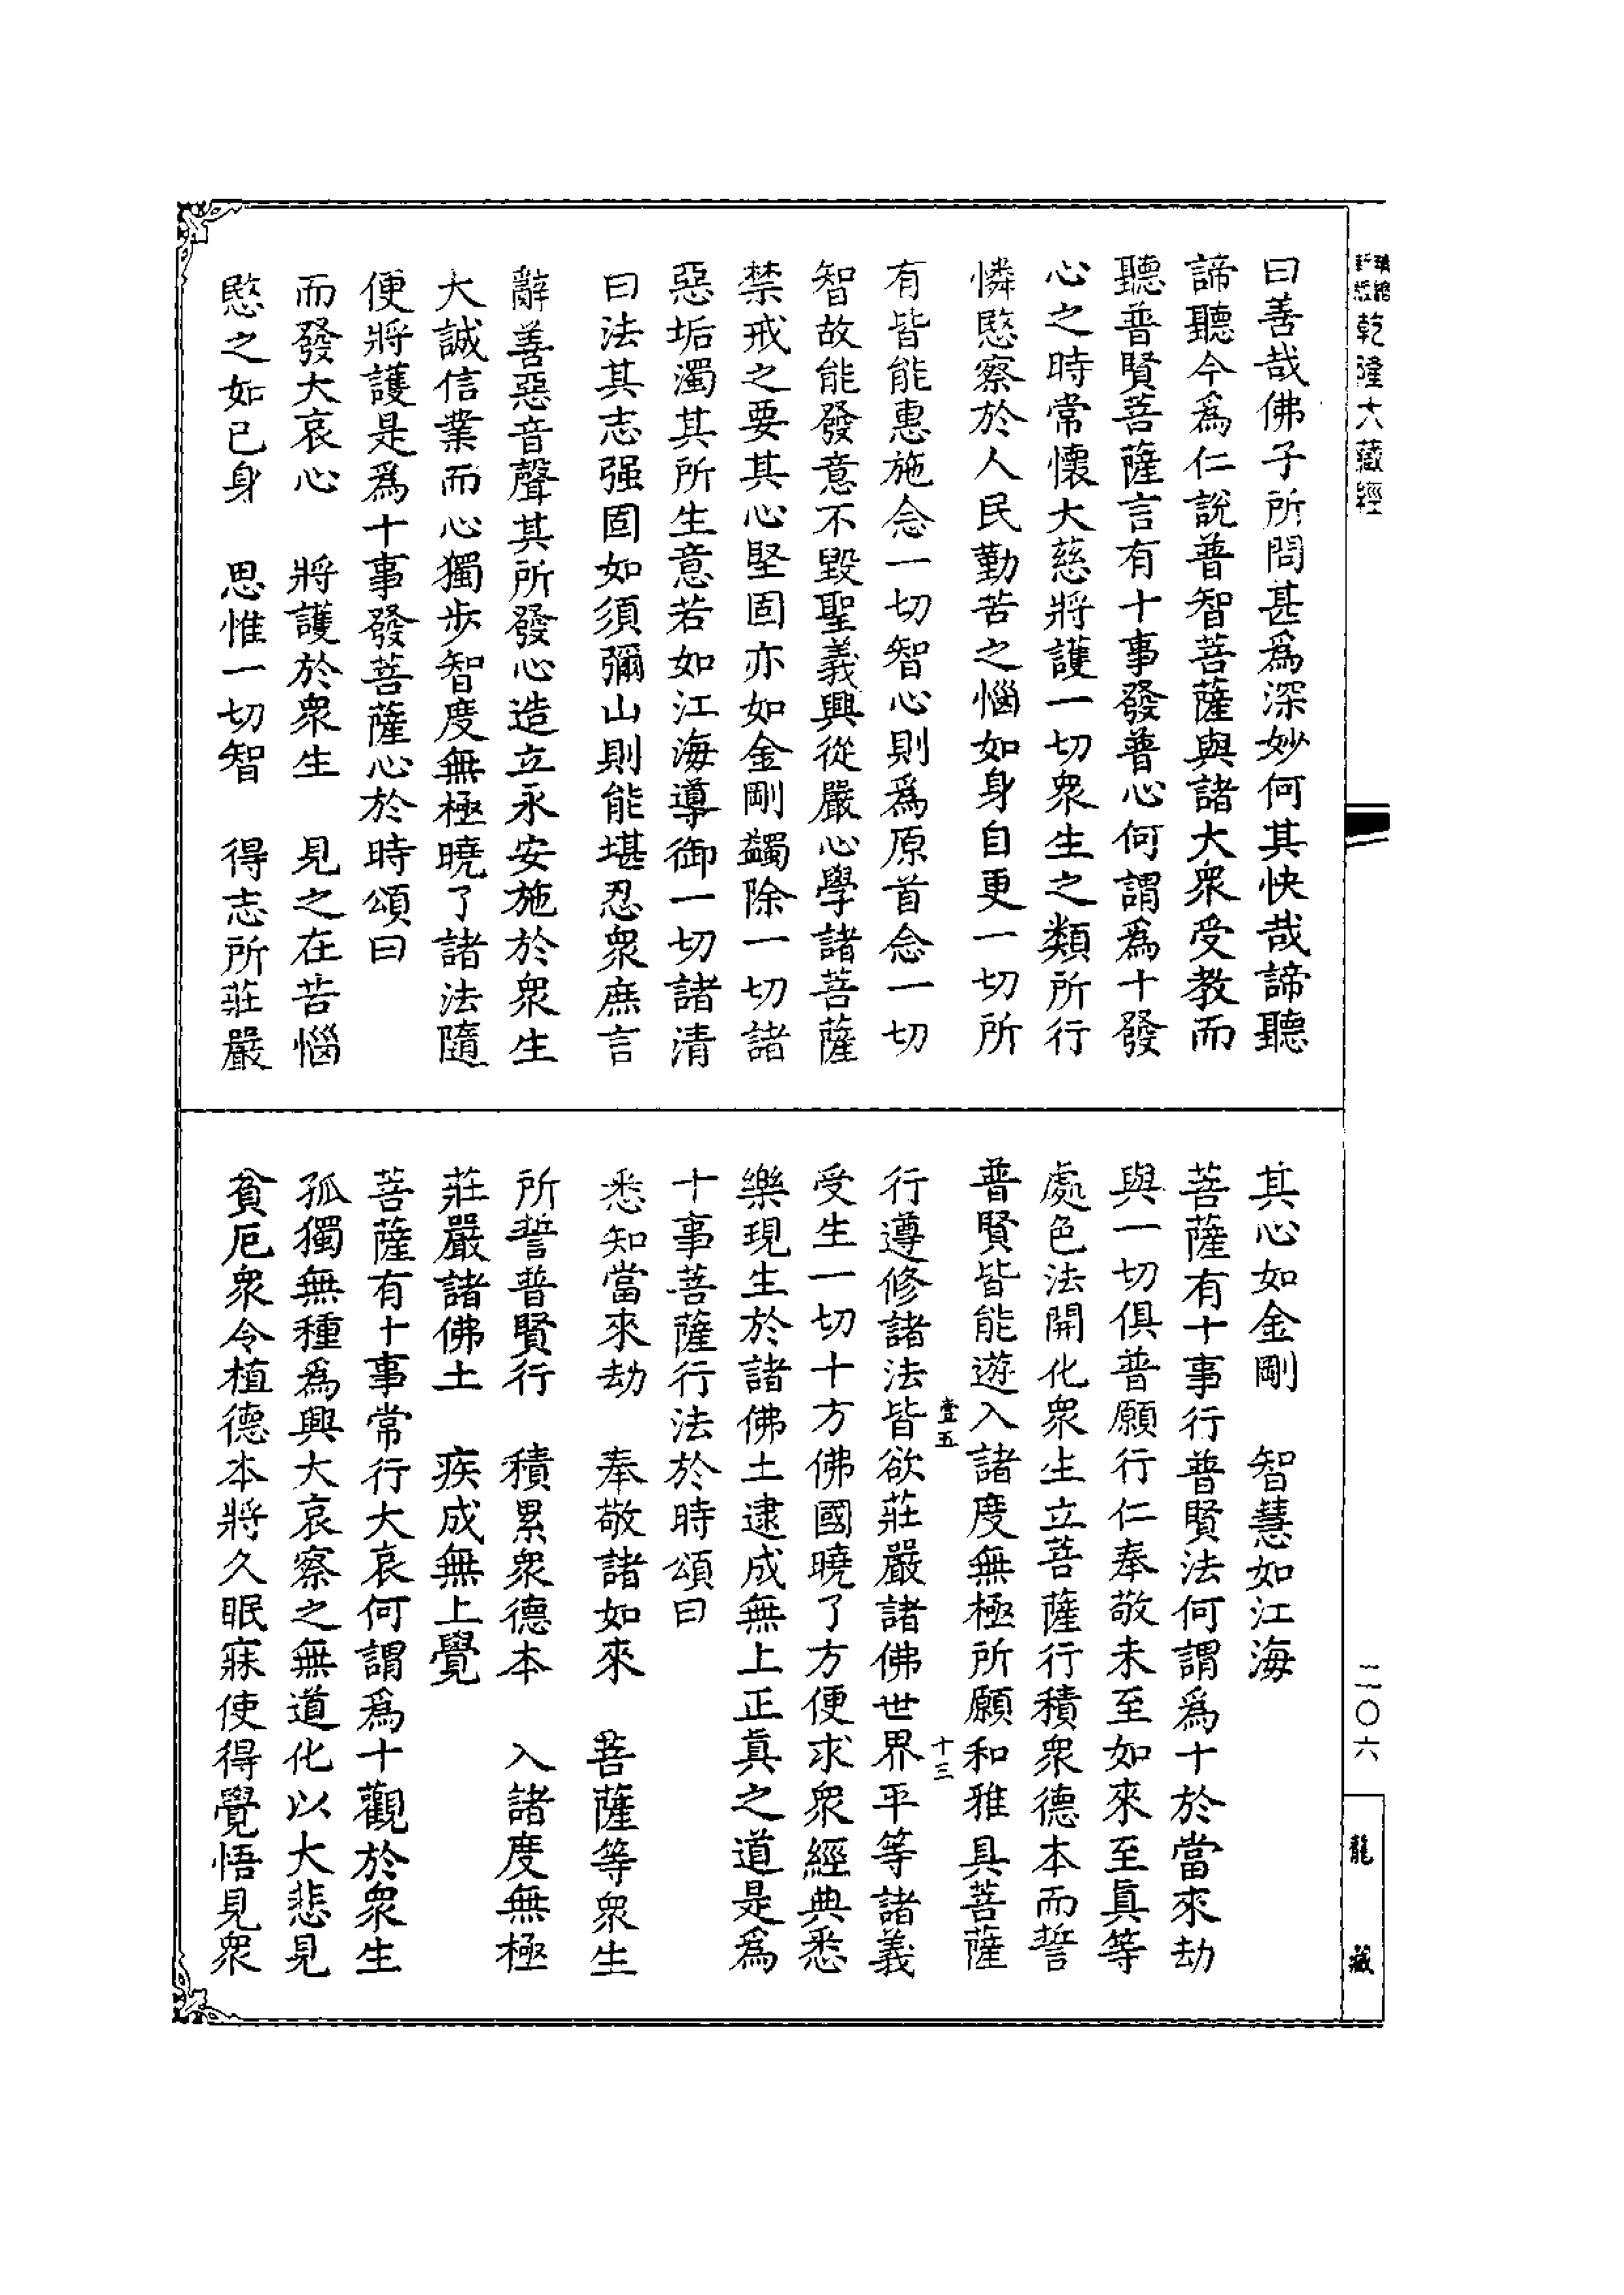 乾隆大藏經
曰善哉佛子所問甚爲深妙何其快哉諦聽
諦聽今爲仁說普智菩薩與諸大衆受教而
聽普賢菩薩言有十事發普心何謂爲十發
心之時常懷大慈將護一切衆生之類所行
憐愍察於人民勤苦之惱如身自更一切所
有皆能惠施念一切智心則爲原首念一切
智故能發意不毀聖義興從嚴心學諸菩薩
禁戒之要其心堅固亦如金剛蠲除一切諸
惡垢濁其所生意若如江海導御一切諸清
白法其志强固如須彌山則能堪忍衆庶言
辭善惡音聲其所發心造立永安施於衆生
大誠信業而心獨步智度無極曉了諸法隨
便將護是爲十事發菩薩心於時頌曰
而發大哀心　將護於衆生　見之在苦惱
愍之如己身　思惟一切智　得志所莊嚴
其心如金剛　智慧如江海
菩薩有十事行普賢法何謂爲十於當來劫
與一切俱普願行仁奉敬未至如來至真等
處色法開化衆生立菩薩行積衆德本而誓
普賢皆能遊入諸度無極所願和雅具菩薩
壹五　十三
行遵修諸法皆欲莊嚴諸佛世界平等諸義
受生一切十方佛國曉了方便求衆經典悉
樂現生於諸佛土逮成無上正真之道是爲
十事菩薩行法於時頌曰
悉知當來劫　奉敬諸如來　菩薩等衆生
所誓普賢行　積累衆德本　入諸度無極
莊嚴諸佛土　疾成無上覺
菩薩有十事常行大哀何謂爲十觀於衆生
孤獨無種爲興大哀察之無道化以大悲見
貧厄衆令植德本將久眠寐使得覺悟見衆
二〇六
龍藏